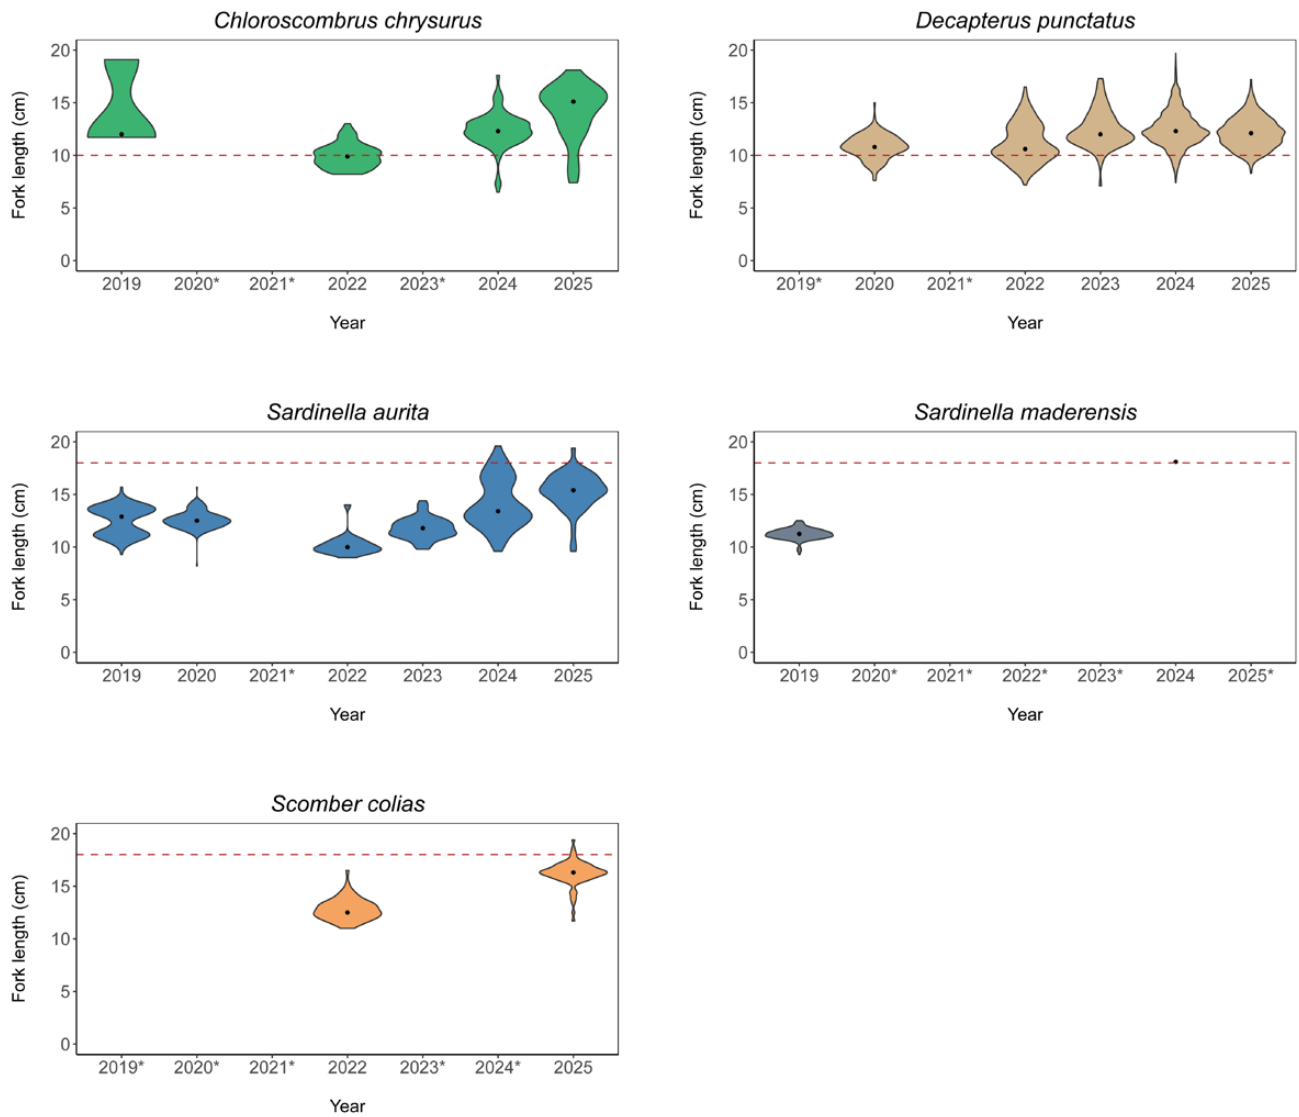 Chloroscombrus chrysurus
Fork length (cm)
20
15
10
5
0
2019 2020* 2021* 2022 2023* 2024 2025
Year
Decapterus punctatus
Fork length (cm)
20
15
10
5
0
2019* 2020 2021* 2022 2023 2024 2025
Year
Sardinella aurita
Fork length (cm)
20
15
10
5
0
2019 2020 2021* 2022 2023 2024 2025
Year
Sardinella maderensis
Fork length (cm)
20
15
10
5
0
2019 2020* 2021* 2022* 2023* 2024 2025*
Year
Scomber colias
Fork length (cm)
20
15
10
5
0
2019* 2020* 2021* 2022 2023* 2024* 2025
Year